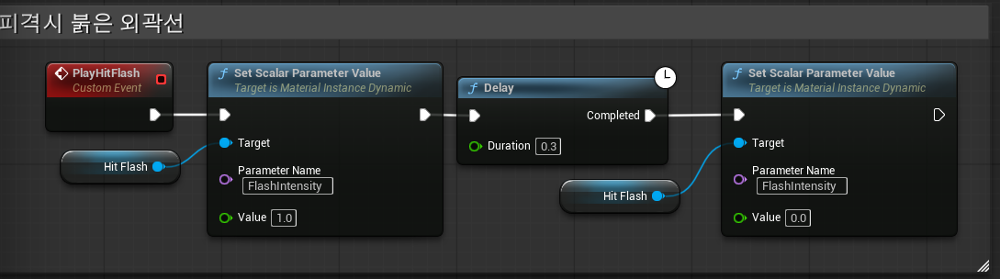 피격시 붉은 외곽선
PlayHitFlash
Custom Event
Hit Flash
Set Scalar Parameter Value
Target is Material Instance Dynamic
Target
Parameter Name
FlashIntensity
Value 1.0
Delay
Completed
Duration 0.3
Hit Flash
Set Scalar Parameter Value
Target is Material Instance Dynamic
Target
Parameter Name
FlashIntensity
Value 0.0